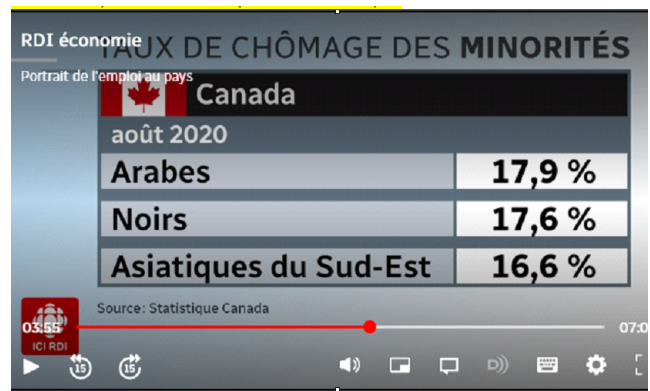 RDI économie
TAUX DE CHÔMAGE DES MINORITÉS
Portrait de l'emploi au pays
Canada
août 2020
Arabes 17,9 %
Noirs 17,6 %
Asiatiques du Sud-Est 16,6 %
Source: Statistique Canada
03:55 07:0
ICI RDI
15 15